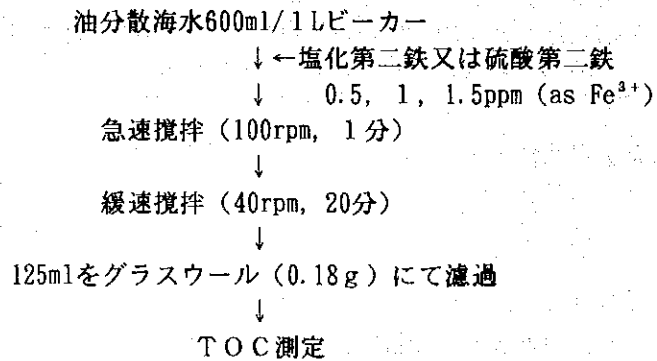 油分散海水600ml/1Lビーカー
↓←塩化第二鉄又は硫酸第二鉄
↓ 0.5, 1, 1.5ppm (as Fe³⁺)
急速撹拌（100rpm, 1分）
↓
緩速撹拌（40rpm, 20分）
↓
125mlをグラスウール（0.18g）にて濾過
↓
ＴＯＣ測定